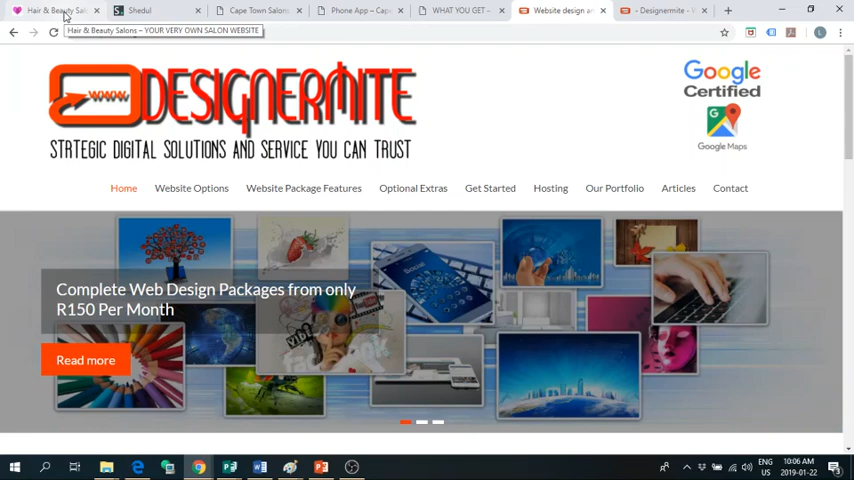 Hair & Beauty Sal
Shedul
Cape Town Salons
Phone App – Cape
WHAT YOU GET –
Website design an
- Designermite - W
Hair & Beauty Salons – YOUR VERY OWN SALON WEBSITE
www
DESIGNERMITE
STRTEGIC DIGITAL SOLUTIONS AND SERVICE YOU CAN TRUST
Google
Certified
Google Maps
Home Website Options Website Package Features Optional Extras Get Started Hosting Our Portfolio Articles Contact
Complete Web Design Packages from only
R150 Per Month
Read more
ENG
US
10:06 AM
2019-01-22